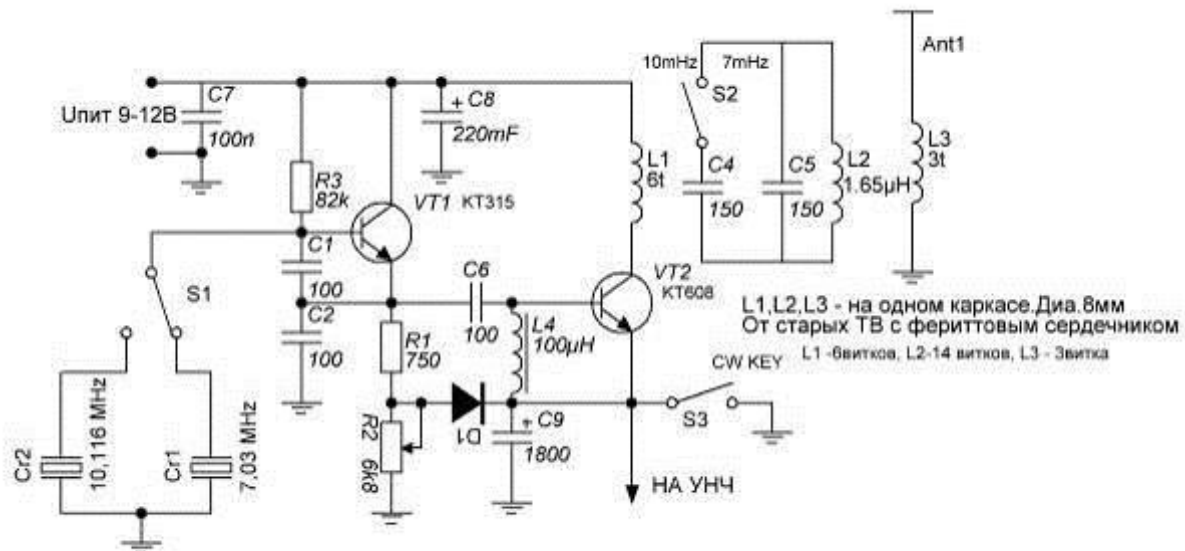 10mHz
7mHz
Ant1
C7
Uпит 9-12В
100n
+ C8
220mF
S2
L1
6t
C4
150
C5
150
L2
1.65µH
L3
3t
R3
82k
VT1 КТ315
C1
100
S1
C6
100
VT2
КТ608
C2
100
R1
750
L4
100µH
L1,L2,L3 - на одном каркасе.Диа.8мм
От старых ТВ с фериттовым сердечником
L1 -6витков, L2-14 витков, L3 - 3витка
CW KEY
S3
D1
+ C9
1800
R2
6k8
Cr2
10,116 MHz
Cr1
7,03 MHz
НА УНЧ